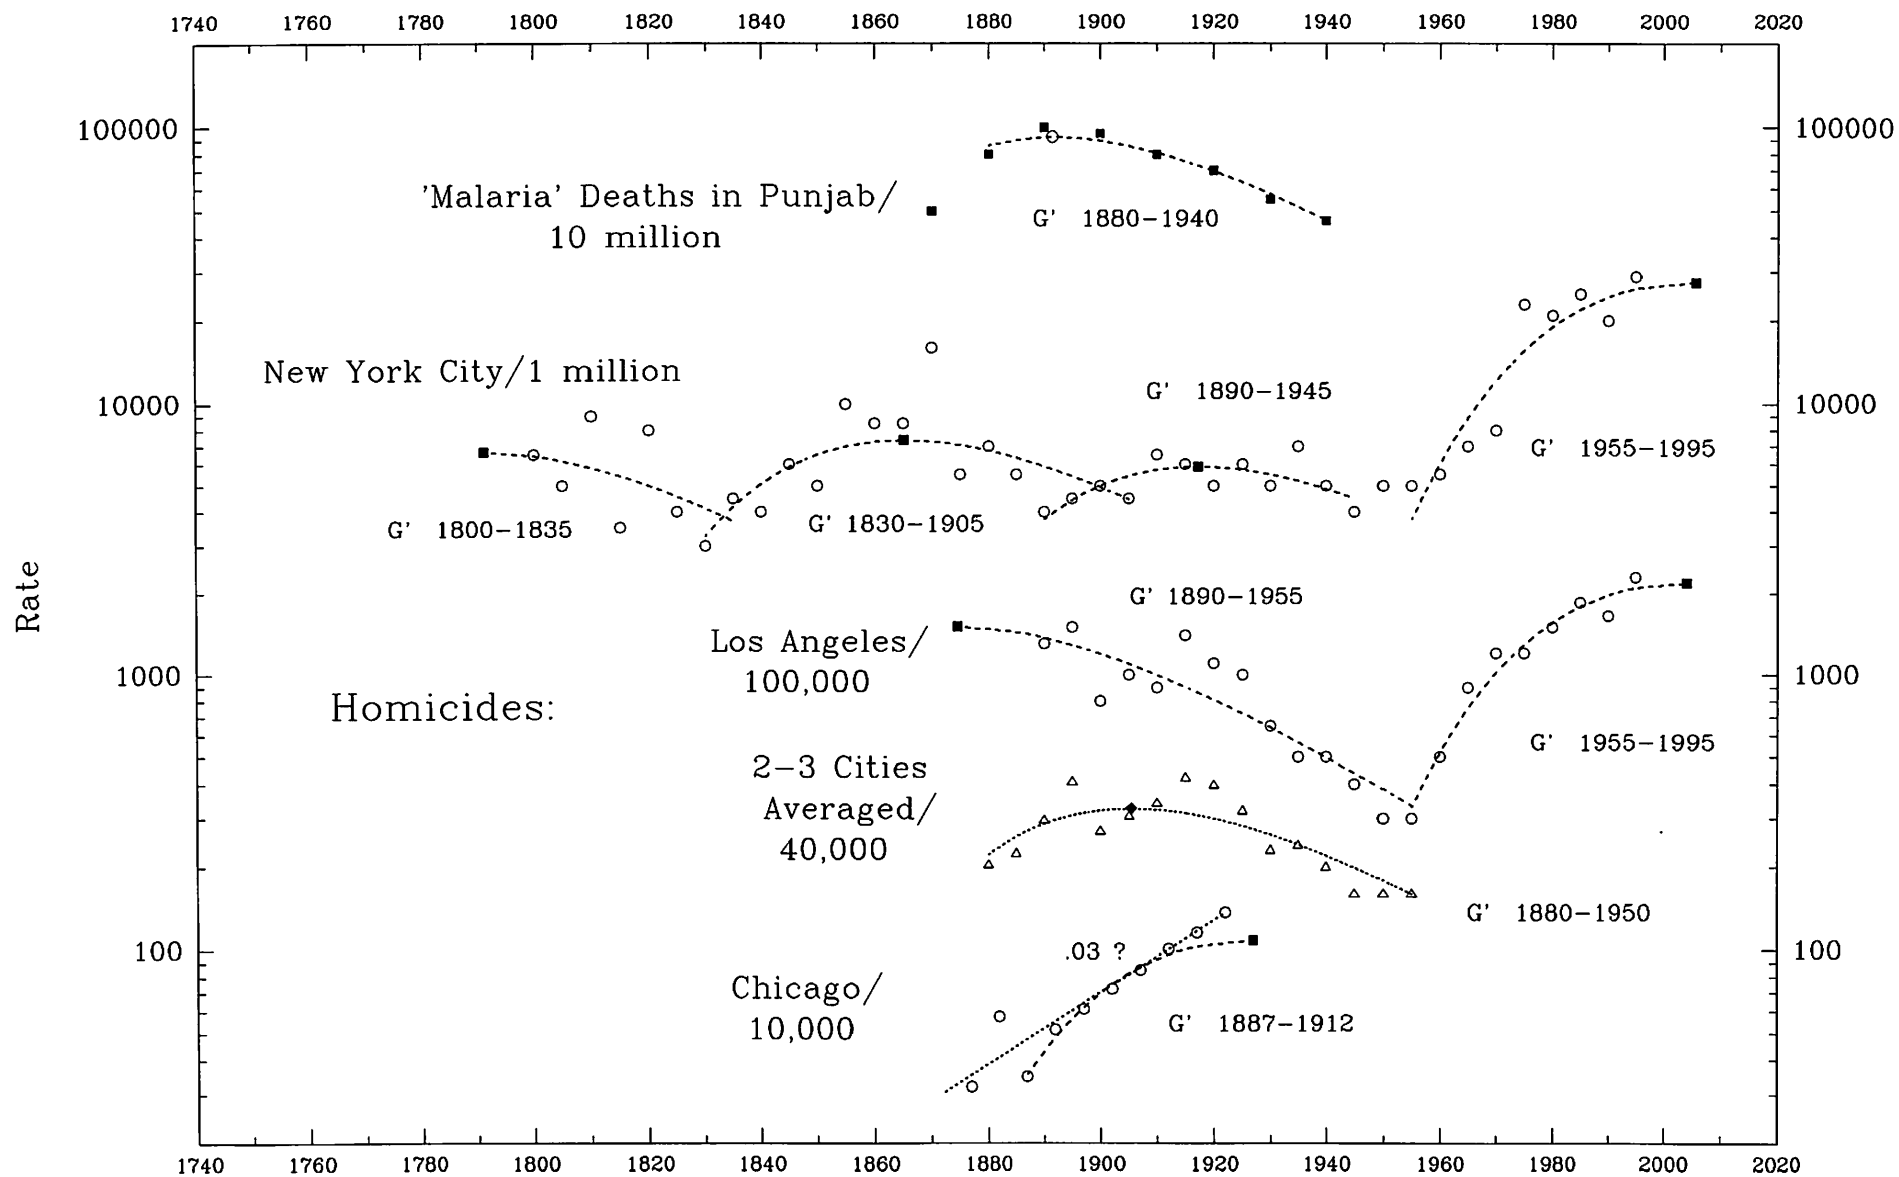 1740 1760 1780 1800 1820 1840 1860 1880 1900 1920 1940 1960 1980 2000 2020
100000 100000
'Malaria' Deaths in Punjab/
10 million
G' 1880-1940
New York City/1 million
G' 1890-1945
10000 10000
G' 1955-1995
G' 1800-1835
G' 1830-1905
Rate
G' 1890-1955
Los Angeles/
100,000
1000 1000
Homicides:
G' 1955-1995
2-3 Cities
Averaged/
40,000
G' 1880-1950
100 .03 ? 100
Chicago/
10,000
G' 1887-1912
1740 1760 1780 1800 1820 1840 1860 1880 1900 1920 1940 1960 1980 2000 2020